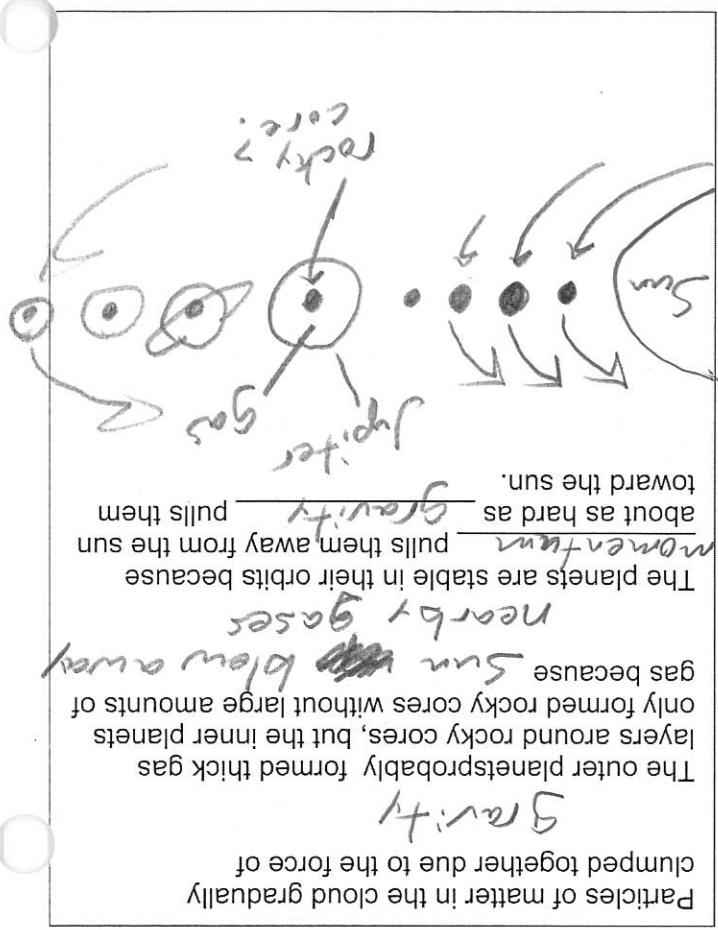 Particles of matter in the cloud gradually
clumped together due to the force of
gravity
The outer planetsprobably formed thick gas
layers around rocky cores, but the inner planets
only formed rocky cores without large amounts of
gas because Sun blew away
nearby gases
The planets are stable in their orbits because
momentum pulls them away from the sun
about as hard as gravity pulls them
toward the sun.
Jupiter
gas
Sun
rocky
core?